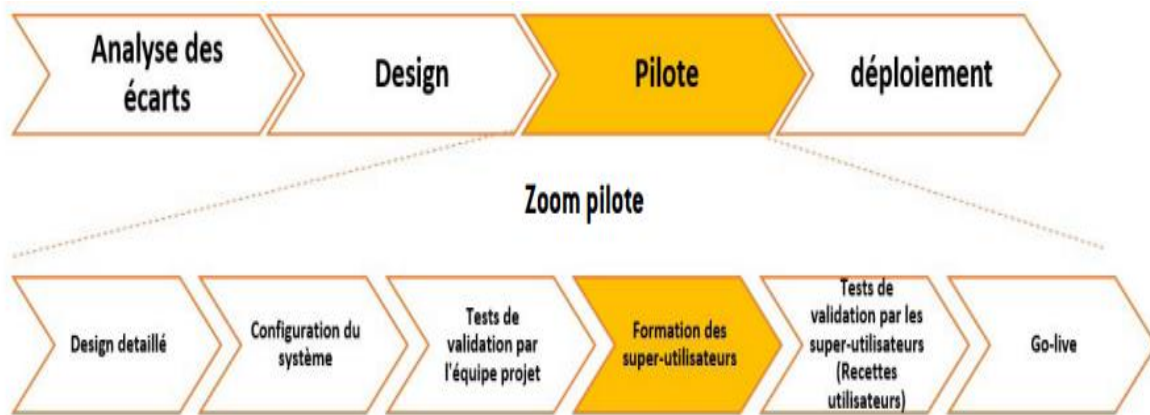 Analyse des
écarts
Design
Pilote
déploiement
Zoom pilote
Design detaillé
Configuration du
système
Tests de
validation par
l'équipe projet
Formation des
super-utilisateurs
Tests de
validation par les
super-utilisateurs
(Recettes
utilisateurs)
Go-live